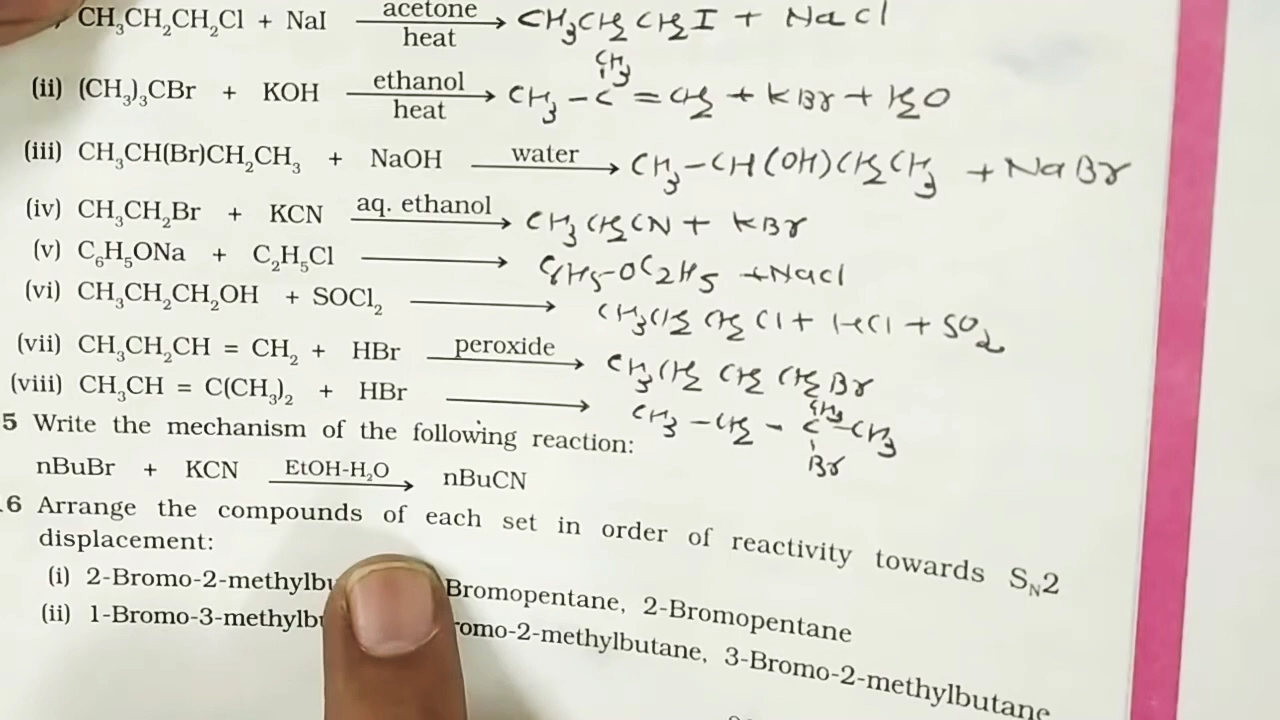 CH₃CH₂CH₂Cl + NaI acetone heat CH₃CH₂CH₂I + NaCl
(ii) (CH₃)₃CBr + KOH ethanol heat CH₃-C(CH₃)=CH₂ + KBr + H₂O
(iii) CH₃CH(Br)CH₂CH₃ + NaOH water CH₃-CH(OH)CH₂CH₃ + NaBr
(iv) CH₃CH₂Br + KCN aq. ethanol CH₃CH₂CN + KBr
(v) C₆H₅ONa + C₂H₅Cl ⟶ C₆H₅-OC₂H₅ + NaCl
(vi) CH₃CH₂CH₂OH + SOCl₂ ⟶ CH₃CH₂CH₂Cl + HCl + SO₂
(vii) CH₃CH₂CH = CH₂ + HBr peroxide CH₃CH₂CH₂CH₂Br
(viii) CH₃CH = C(CH₃)₂ + HBr ⟶ CH₃-CH₂-C(CH₃)(Br)-CH₃
5 Write the mechanism of the following reaction:
nBuBr + KCN EtOH-H₂O nBuCN
.6 Arrange the compounds of each set in order of reactivity towards S_N2
displacement:
(i) 2-Bromo-2-methylbu Bromopentane, 2-Bromopentane
(ii) 1-Bromo-3-methylb romo-2-methylbutane, 3-Bromo-2-methylbutane